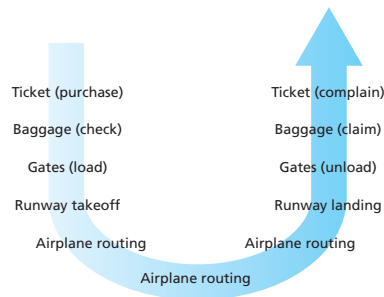 Ticket (purchase)
Baggage (check)
Gates (load)
Runway takeoff
Airplane routing
Airplane routing
Ticket (complain)
Baggage (claim)
Gates (unload)
Runway landing
Airplane routing